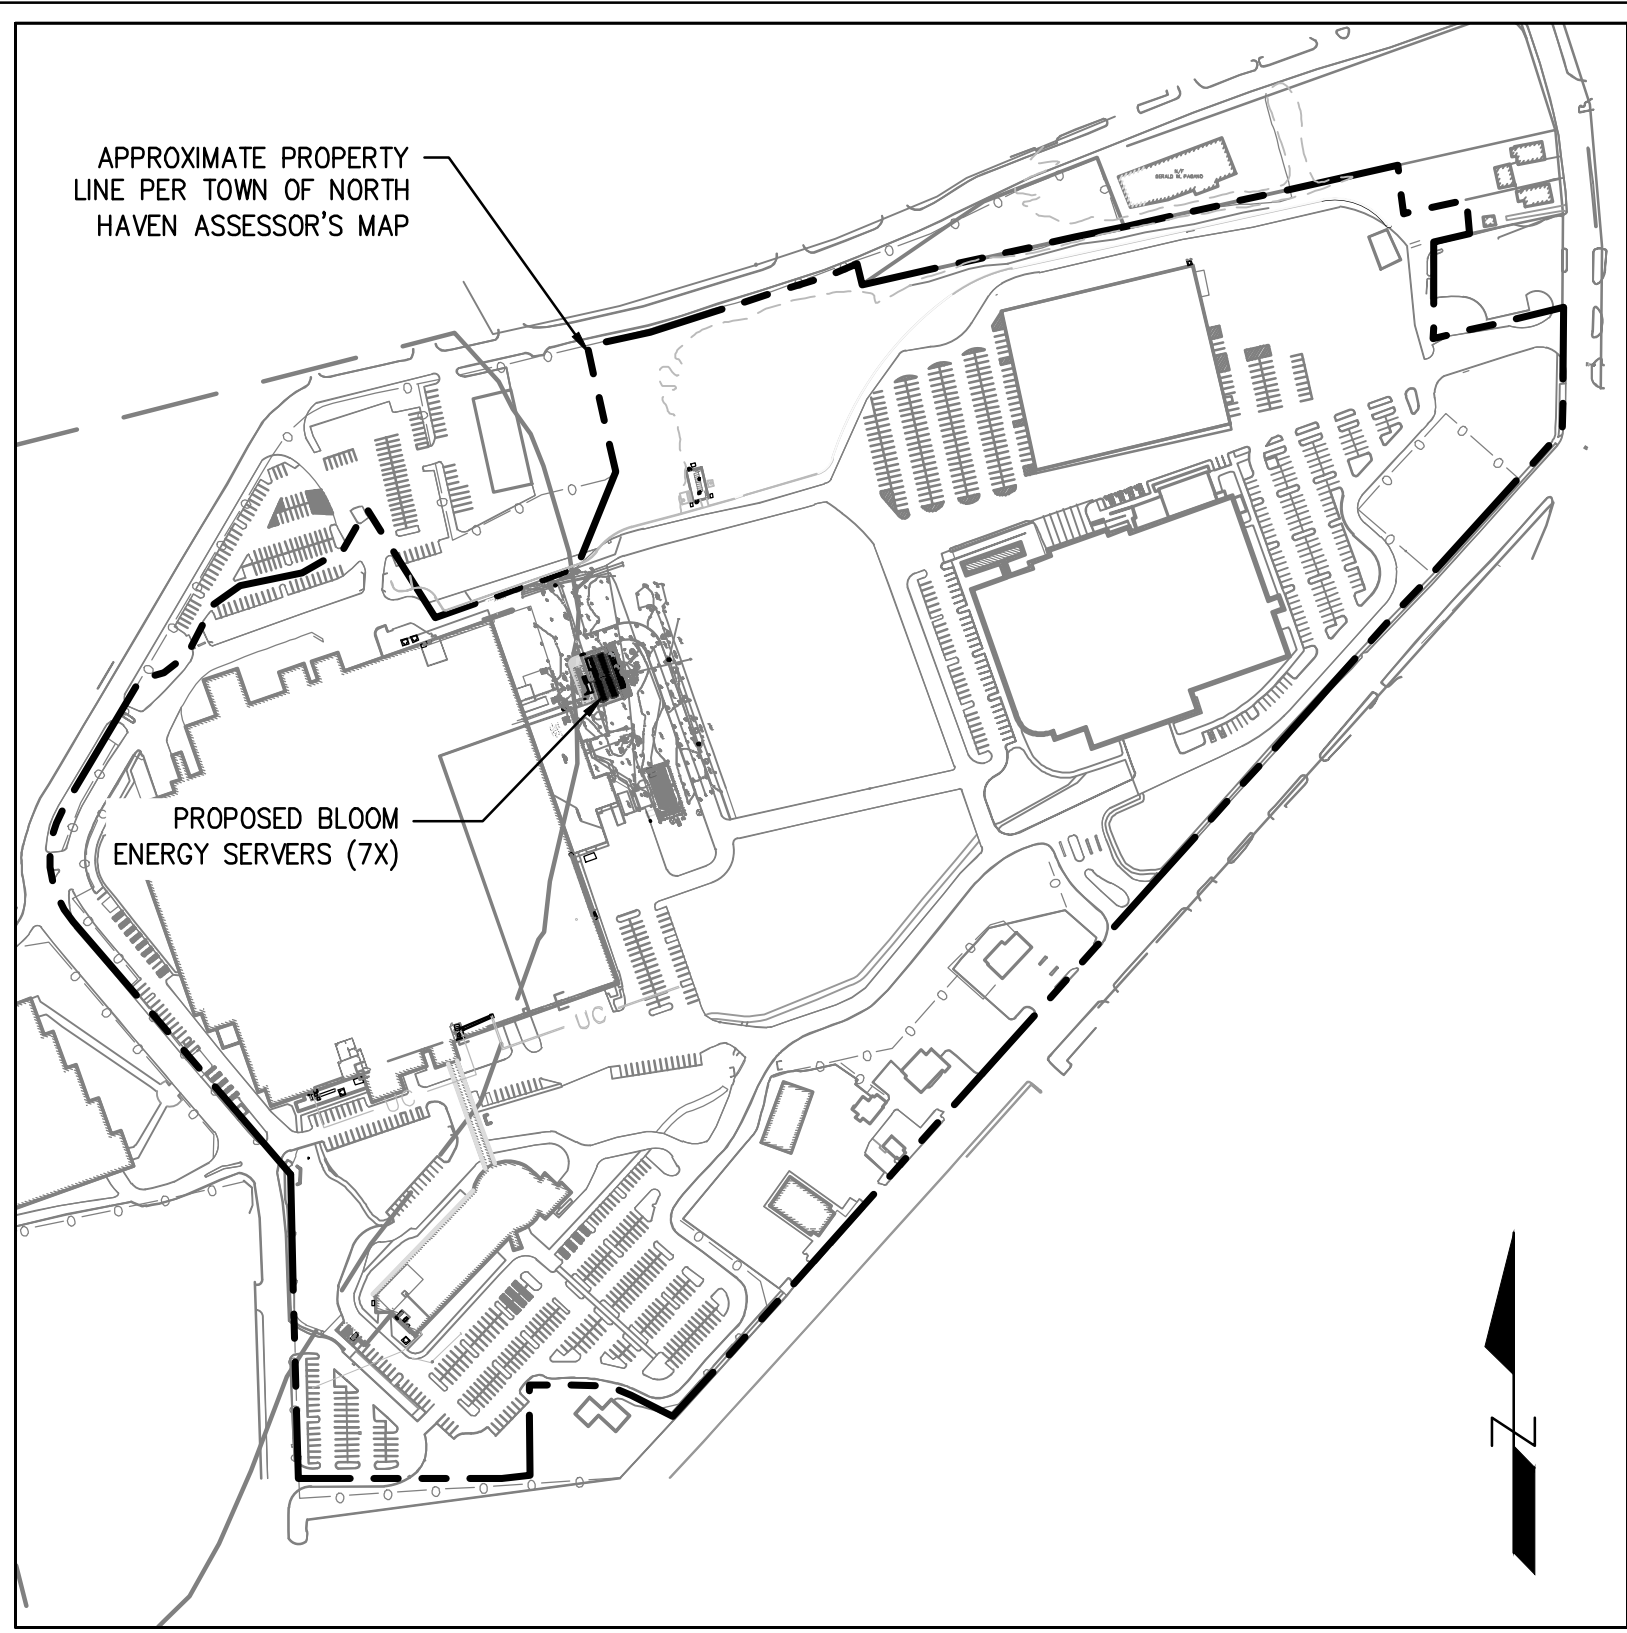 APPROXIMATE PROPERTY
LINE PER TOWN OF NORTH
HAVEN ASSESSOR'S MAP
N/F
PROPOSED BLOOM
ENERGY SERVERS (7X)
UC
UC
N